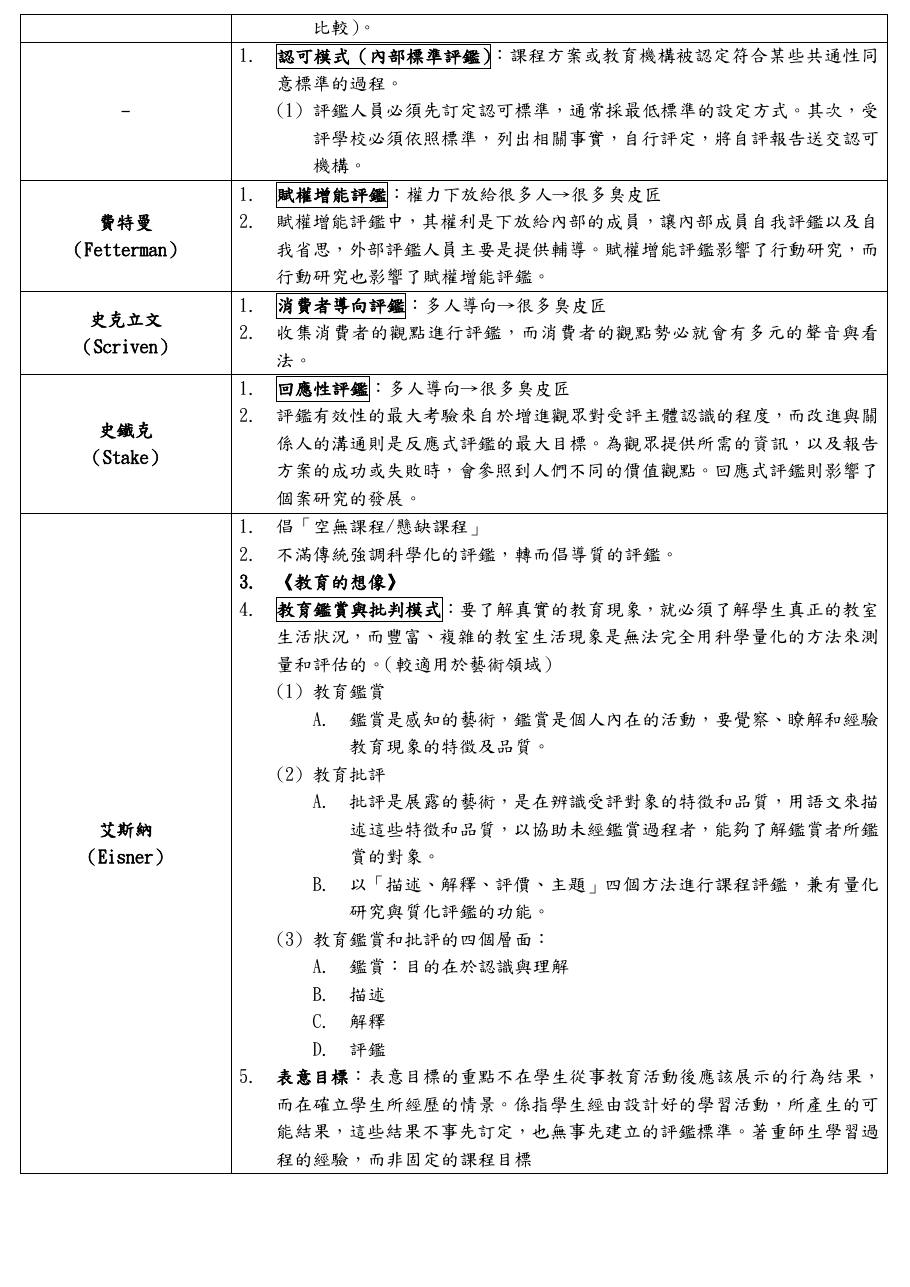 比較)。
–
1. 認可模式(內部標準評鑑):課程方案或教育機構被認定符合某些共通性同
意標準的過程。
(1) 評鑑人員必須先訂定認可標準,通常採最低標準的設定方式。其次,受
評學校必須依照標準,列出相關事實,自行評定,將自評報告送交認可
機構。
費特曼
(Fetterman)
1. 賦權增能評鑑:權力下放給很多人→很多臭皮匠
2. 賦權增能評鑑中,其權利是下放給內部的成員,讓內部成員自我評鑑以及自
我省思,外部評鑑人員主要是提供輔導。賦權增能評鑑影響了行動研究,而
行動研究也影響了賦權增能評鑑。
史克立文
(Scriven)
1. 消費者導向評鑑:多人導向→很多臭皮匠
2. 收集消費者的觀點進行評鑑,而消費者的觀點勢必就會有多元的聲音與看
法。
史鐵克
(Stake)
1. 回應性評鑑:多人導向→很多臭皮匠
2. 評鑑有效性的最大考驗來自於增進觀眾對受評主體認識的程度,而改進與關
係人的溝通則是反應式評鑑的最大目標。為觀眾提供所需的資訊,以及報告
方案的成功或失敗時,會參照到人們不同的價值觀點。回應式評鑑則影響了
個案研究的發展。
艾斯納
(Eisner)
1. 倡「空無課程/懸缺課程」
2. 不滿傳統強調科學化的評鑑,轉而倡導質的評鑑。
3. 《教育的想像》
4. 教育鑑賞與批判模式:要了解真實的教育現象,就必須了解學生真正的教室
生活狀況,而豐富、複雜的教室生活現象是無法完全用科學量化的方法來測
量和評估的。(較適用於藝術領域)
(1) 教育鑑賞
A. 鑑賞是感知的藝術,鑑賞是個人內在的活動,要覺察、瞭解和經驗
教育現象的特徵及品質。
(2) 教育批評
A. 批評是展露的藝術,是在辨識受評對象的特徵和品質,用語文來描
述這些特徵和品質,以協助未經鑑賞過程者,能夠了解鑑賞者所鑑
賞的對象。
B. 以「描述、解釋、評價、主題」四個方法進行課程評鑑,兼有量化
研究與質化評鑑的功能。
(3) 教育鑑賞和批評的四個層面:
A. 鑑賞:目的在於認識與理解
B. 描述
C. 解釋
D. 評鑑
5. 表意目標:表意目標的重點不在學生從事教育活動後應該展示的行為結果,
而在確立學生所經歷的情景。係指學生經由設計好的學習活動,所產生的可
能結果,這些結果不事先訂定,也無事先建立的評鑑標準。著重師生學習過
程的經驗,而非固定的課程目標